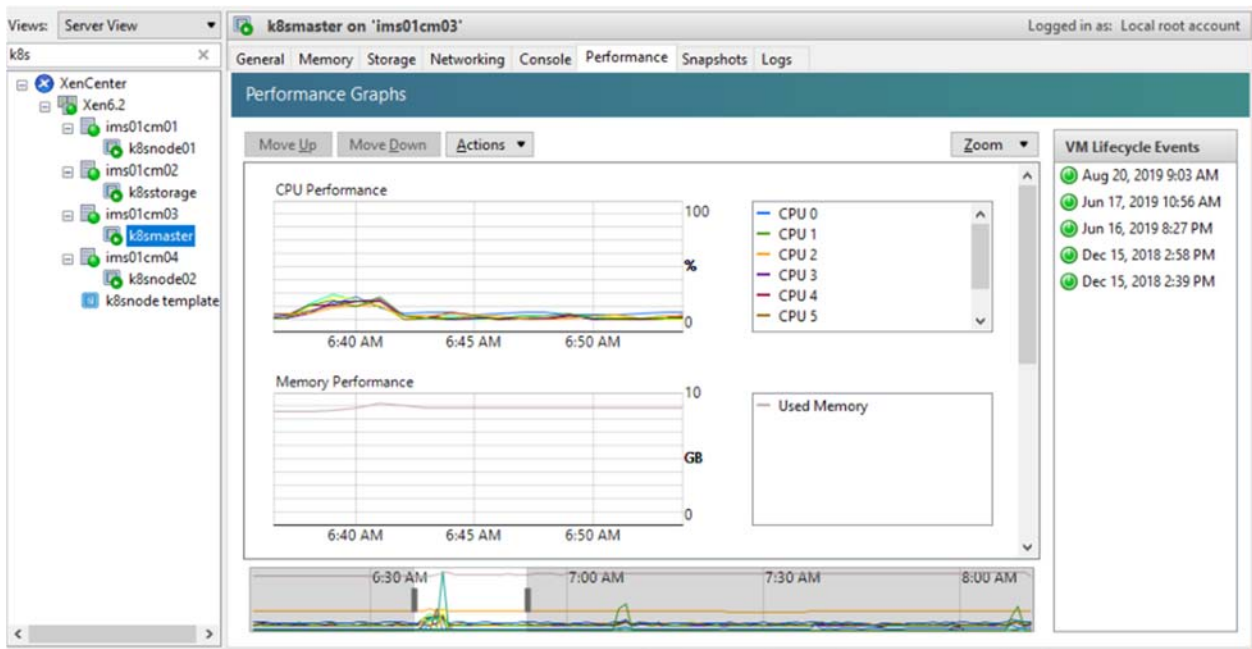 Views: Server View
k8s
XenCenter
Xen6.2
ims01cm01
k8snode01
ims01cm02
k8sstorage
ims01cm03
k8smaster
ims01cm04
k8snode02
k8snode template
k8smaster on 'ims01cm03'
Logged in as: Local root account
General Memory Storage Networking Console Performance Snapshots Logs
Performance Graphs
Move Up Move Down Actions Zoom
CPU Performance
100
%
0
6:40 AM 6:45 AM 6:50 AM
CPU 0
CPU 1
CPU 2
CPU 3
CPU 4
CPU 5
Memory Performance
10
GB
0
6:40 AM 6:45 AM 6:50 AM
Used Memory
6:30 AM 7:00 AM 7:30 AM 8:00 AM
VM Lifecycle Events
Aug 20, 2019 9:03 AM
Jun 17, 2019 10:56 AM
Jun 16, 2019 8:27 PM
Dec 15, 2018 2:58 PM
Dec 15, 2018 2:39 PM